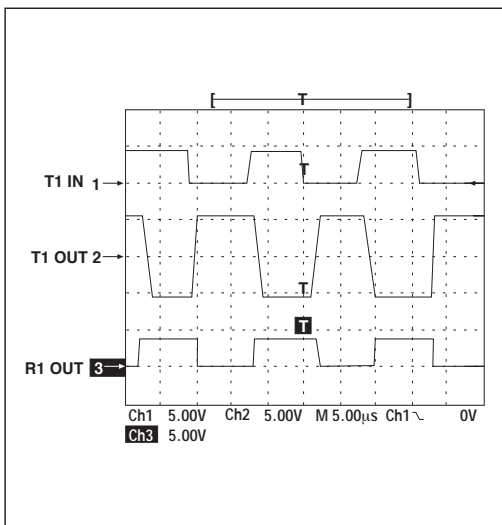 [ T ]
T1 IN 1
T
T1 OUT 2
T
T
R1 OUT 3
Ch1 5.00V Ch2 5.00V M 5.00µs Ch1 0V
Ch3 5.00V